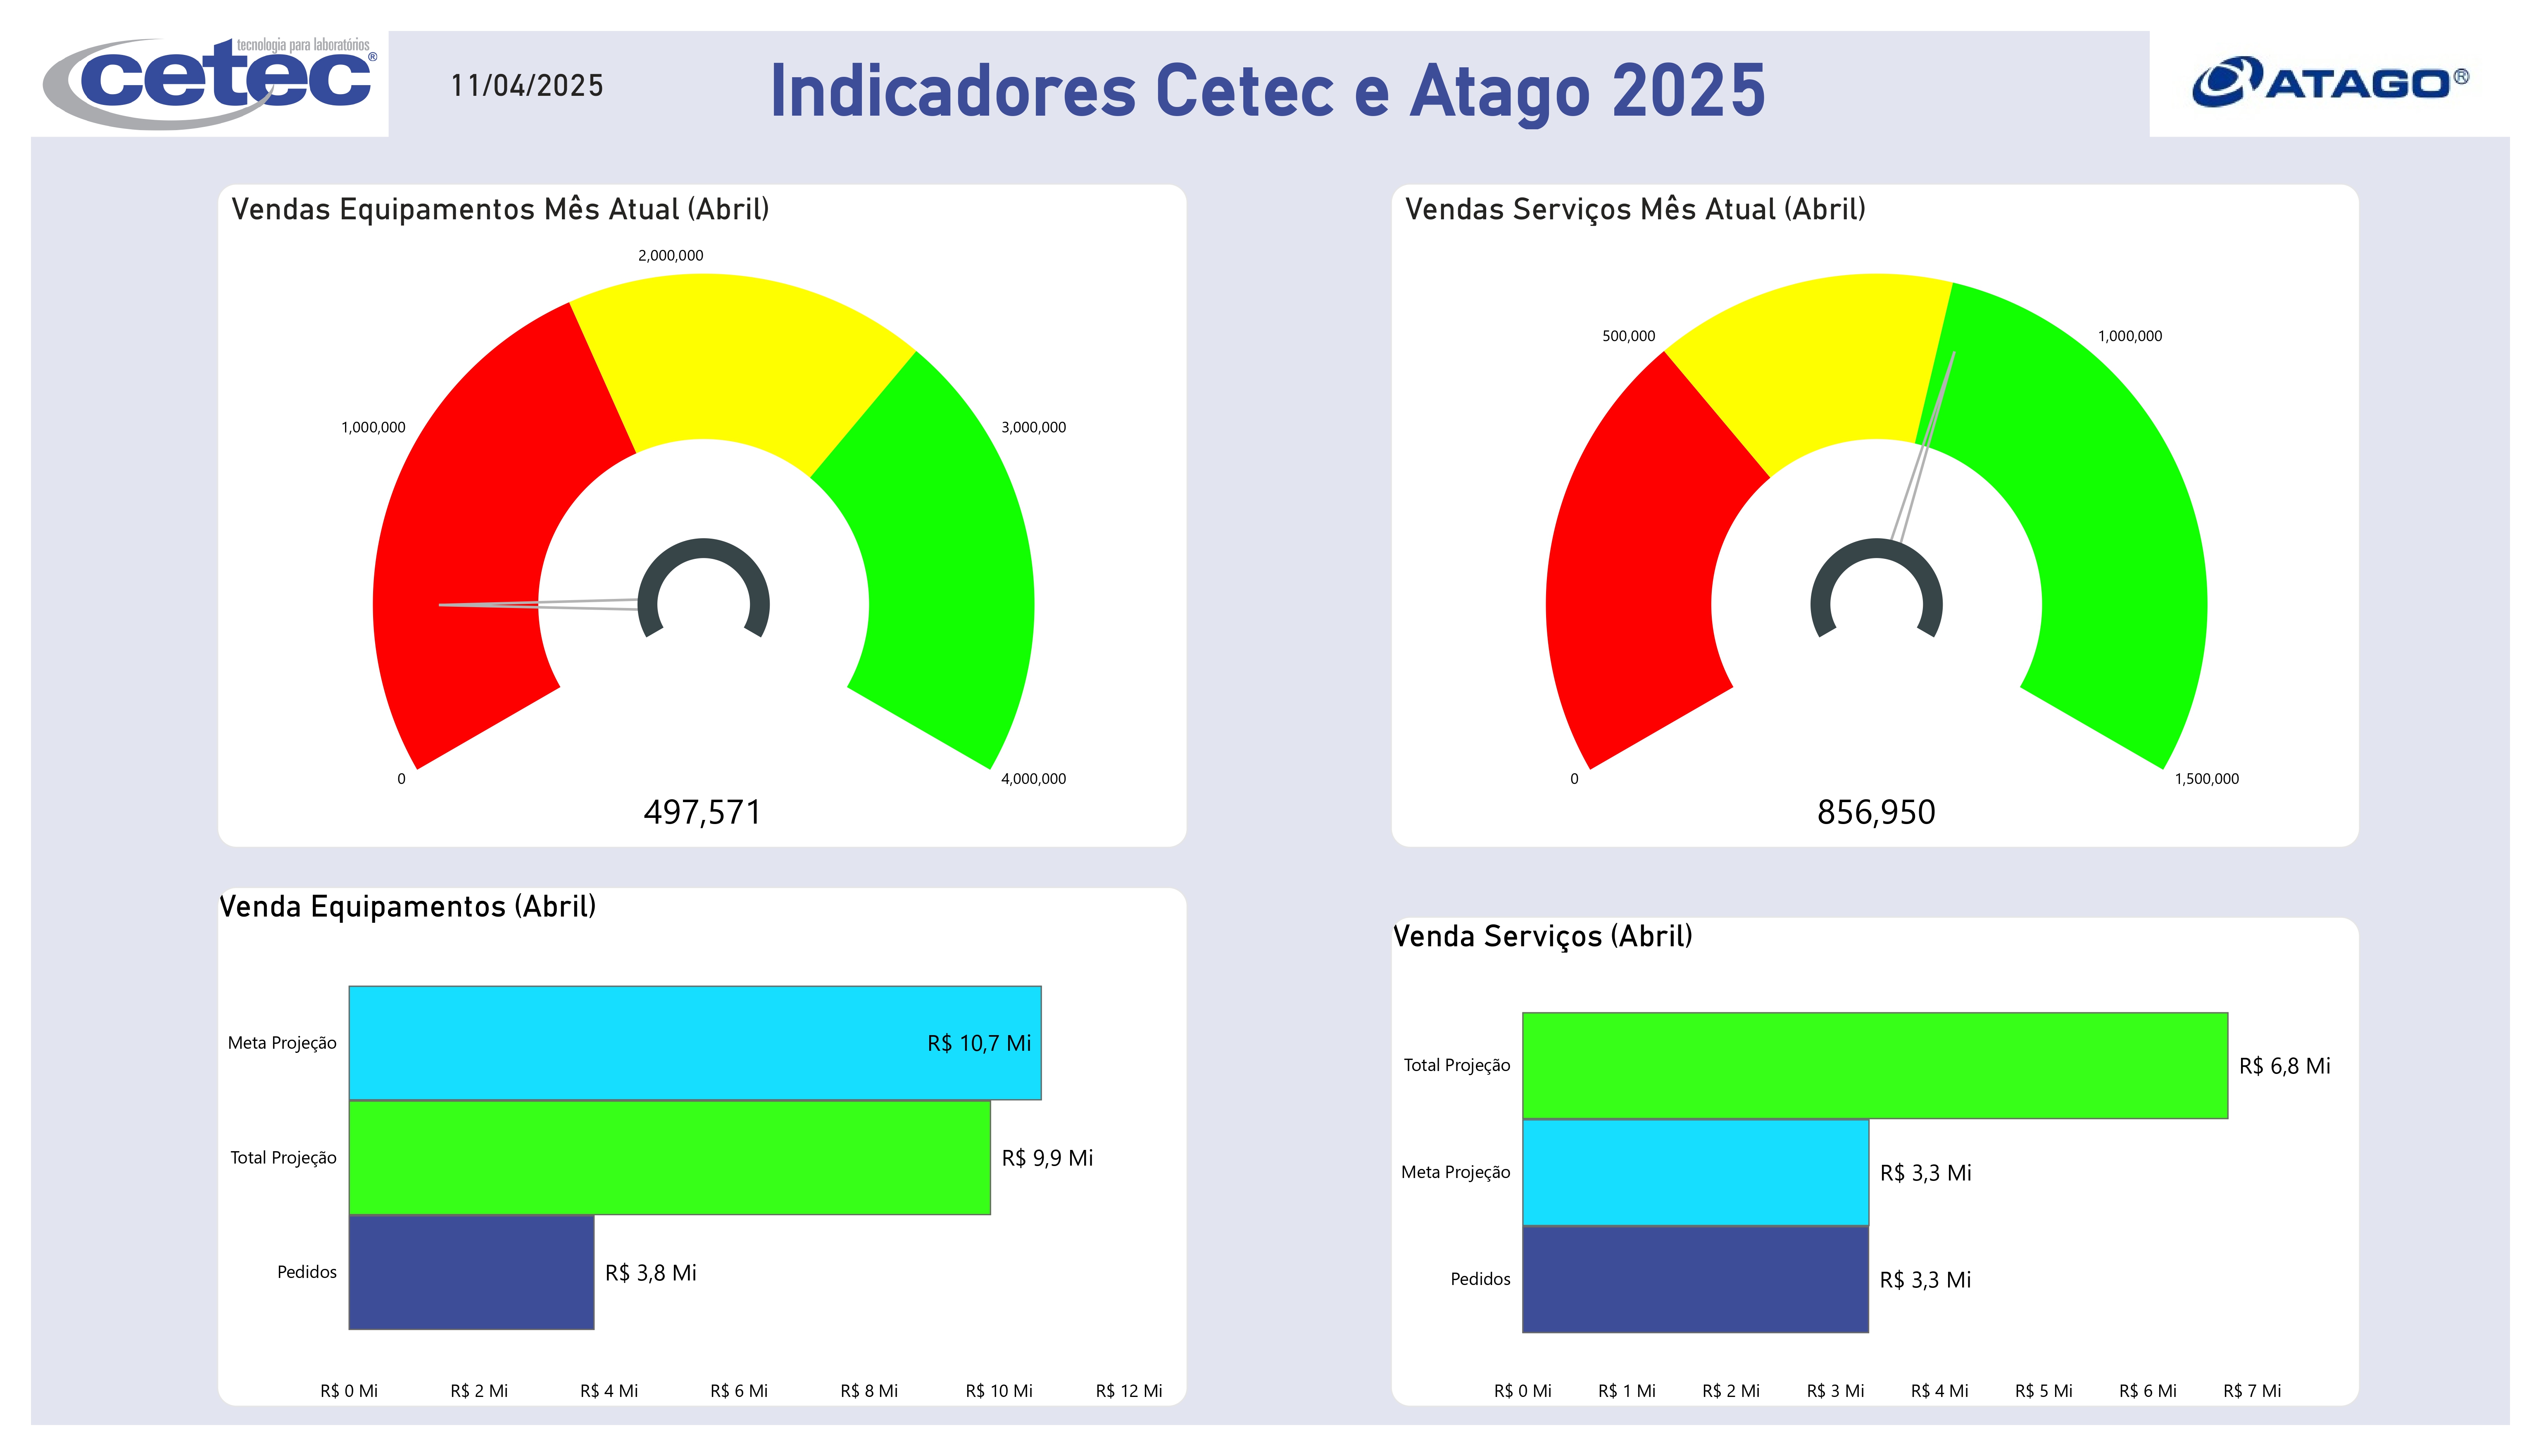 tecnologia para laboratórios
cetec®
11/04/2025
Indicadores Cetec e Atago 2025
ATAGO®
Vendas Equipamentos Mês Atual (Abril)
2,000,000
1,000,000
3,000,000
0
4,000,000
497,571
Vendas Serviços Mês Atual (Abril)
500,000
1,000,000
0
1,500,000
856,950
Venda Equipamentos (Abril)
Meta Projeção
R$ 10,7 Mi
Total Projeção
R$ 9,9 Mi
Pedidos
R$ 3,8 Mi
R$ 0 Mi R$ 2 Mi R$ 4 Mi R$ 6 Mi R$ 8 Mi R$ 10 Mi R$ 12 Mi
Venda Serviços (Abril)
Total Projeção
R$ 6,8 Mi
Meta Projeção
R$ 3,3 Mi
Pedidos
R$ 3,3 Mi
R$ 0 Mi R$ 1 Mi R$ 2 Mi R$ 3 Mi R$ 4 Mi R$ 5 Mi R$ 6 Mi R$ 7 Mi